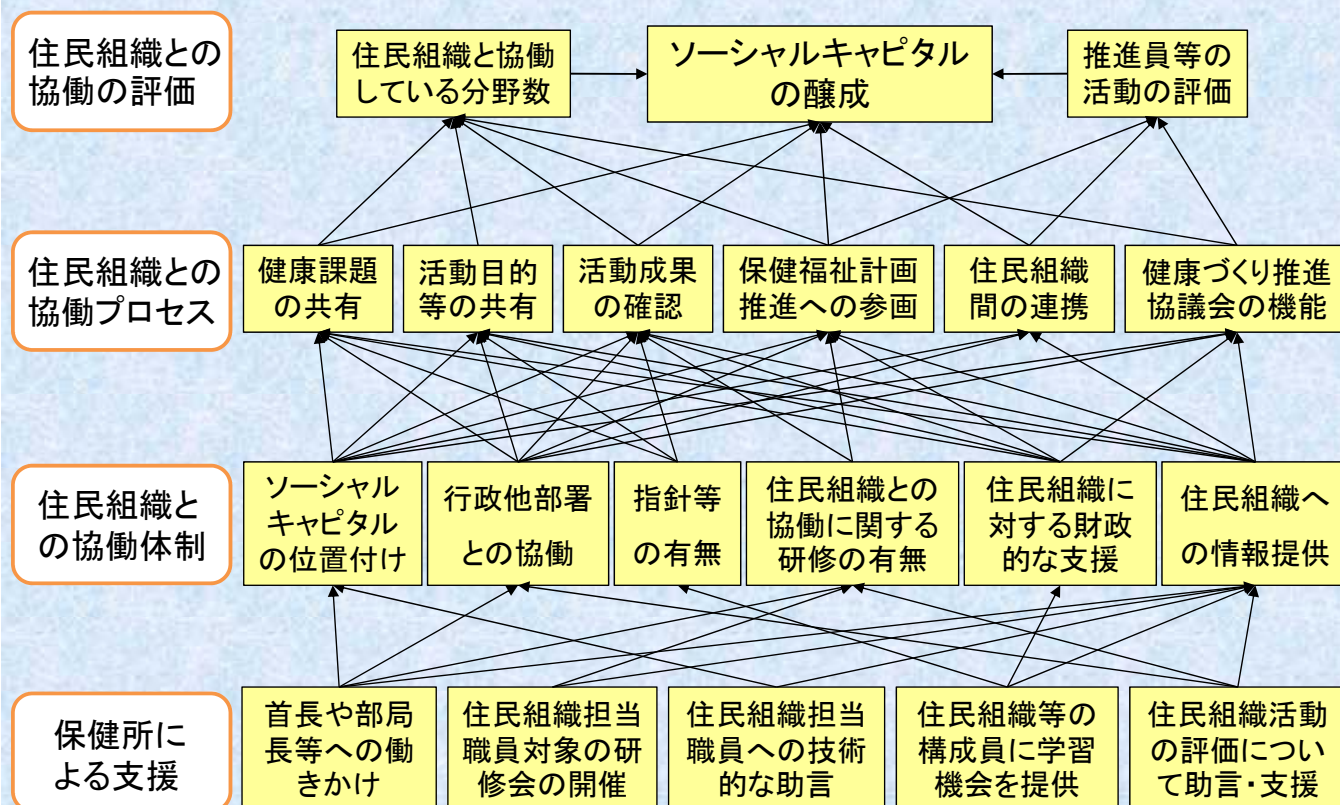 住民組織との
協働の評価
住民組織と協働
している分野数
ソーシャルキャピタル
の醸成
推進員等の
活動の評価
住民組織との
協働プロセス
健康課題
の共有
活動目的
等の共有
活動成果
の確認
保健福祉計画
推進への参画
住民組織
間の連携
健康づくり推進
協議会の機能
住民組織と
の協働体制
ソーシャル
キャピタル
の位置付け
行政他部署
との協働
指針等
の有無
住民組織との
協働に関する
研修の有無
住民組織に
対する財政
的な支援
住民組織へ
の情報提供
保健所に
よる支援
首長や部局
長等への働
きかけ
住民組織担当
職員対象の研
修会の開催
住民組織担当
職員への技術
的な助言
住民組織等の
構成員に学習
機会を提供
住民組織活動
の評価につい
て助言・支援